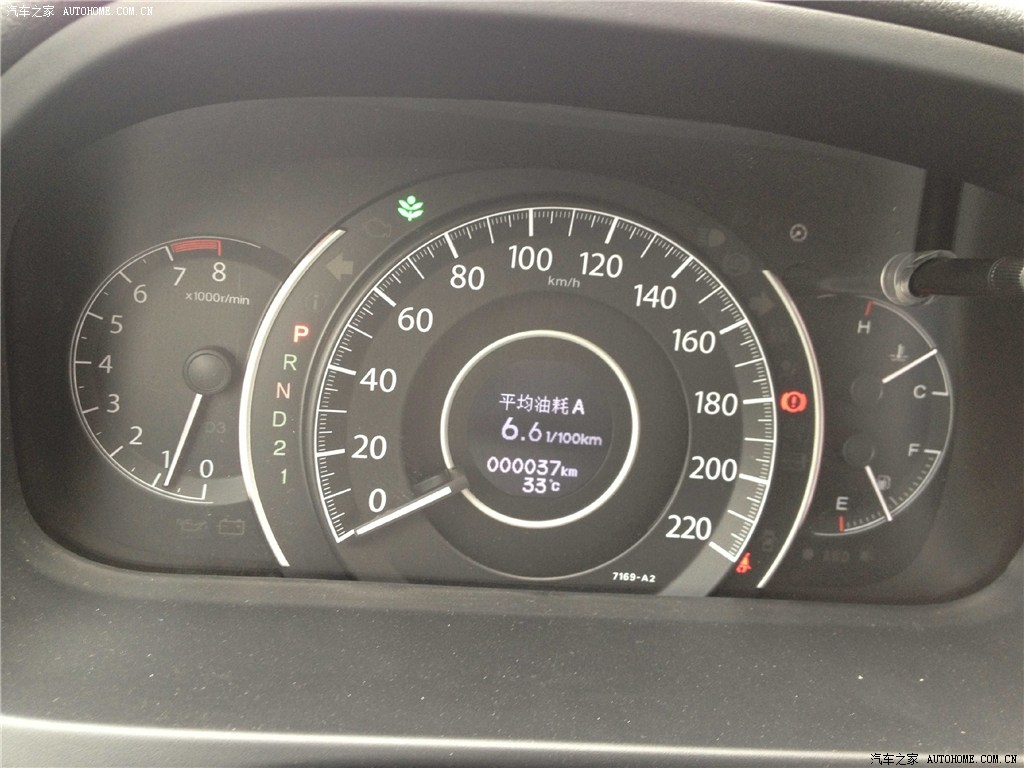 汽车之家 AUTOHOME.COM.CN
0
1
2
3
4
5
6
7
8
x1000r/min
P
R
N
D
2
1
D3
0
20
40
60
80
100
120
140
160
180
200
220
km/h
平均油耗A
6.6 l/100km
000037km
33℃
7169-A2
H
C
F
E
AWD
汽车之家 AUTOHOME.COM.CN